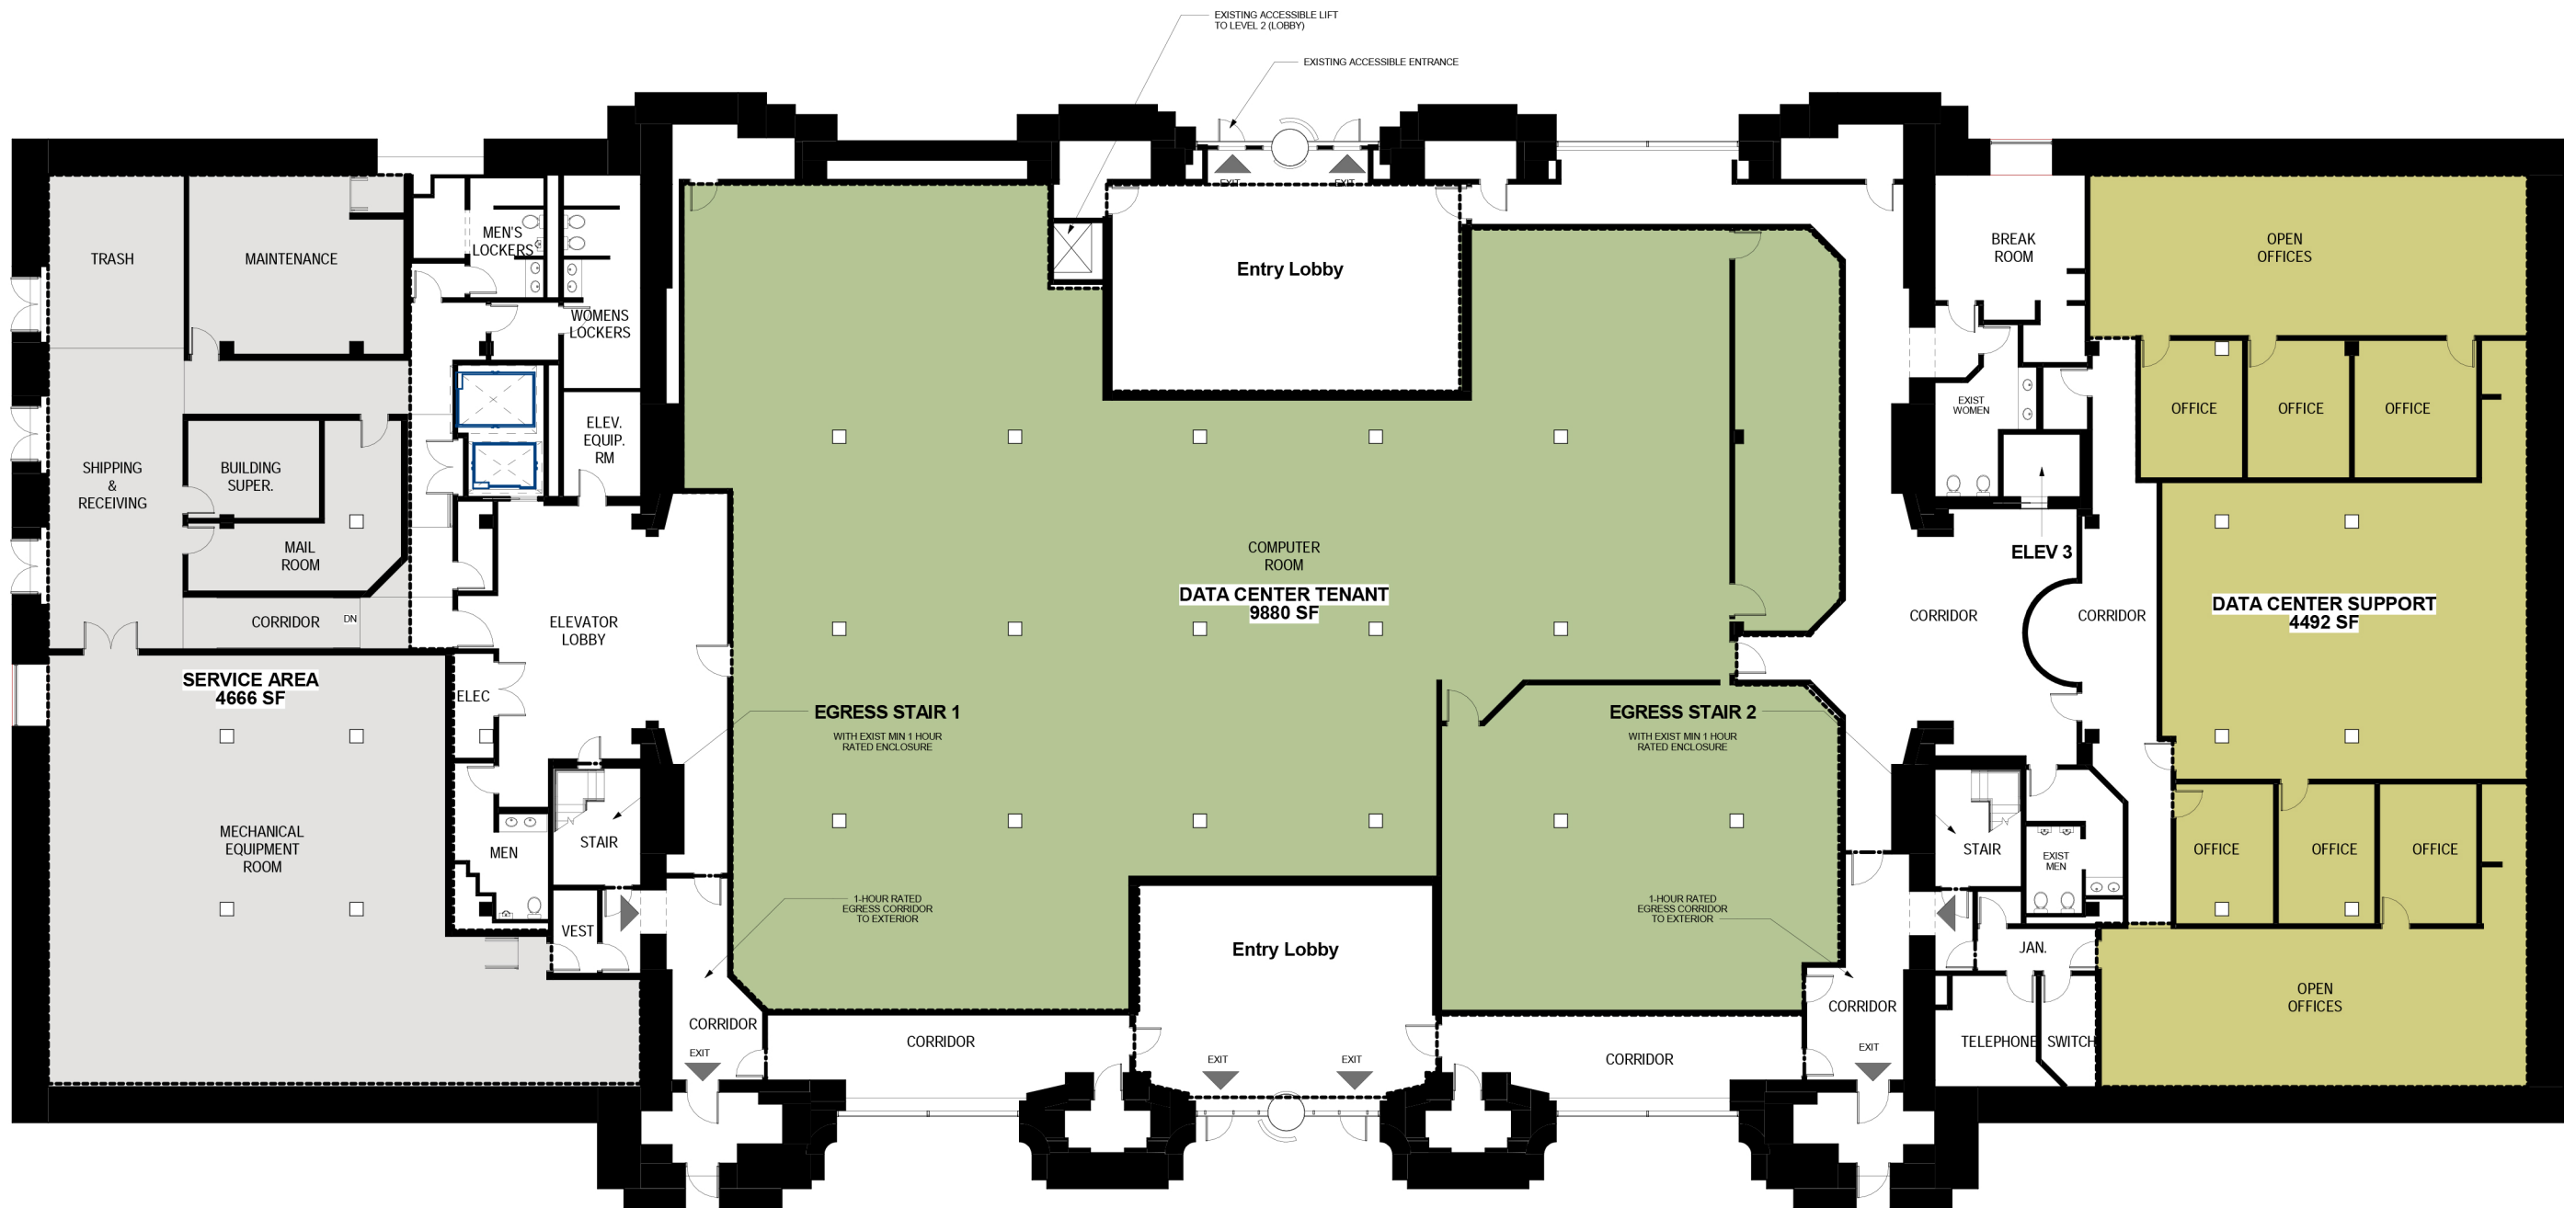 EXISTING ACCESSIBLE LIFT
TO LEVEL 2 (LOBBY)
EXISTING ACCESSIBLE ENTRANCE
EXIT
EXIT
TRASH
MAINTENANCE
MEN'S
LOCKERS
WOMENS
LOCKERS
Entry Lobby
BREAK
ROOM
OPEN
OFFICES
ELEV.
EQUIP.
RM
EXIST
WOMEN
OFFICE
OFFICE
OFFICE
SHIPPING
&
RECEIVING
BUILDING
SUPER.
MAIL
ROOM
COMPUTER
ROOM
DATA CENTER TENANT
9880 SF
ELEV 3
CORRIDOR
DN
ELEVATOR
LOBBY
CORRIDOR
CORRIDOR
DATA CENTER SUPPORT
4492 SF
SERVICE AREA
4666 SF
ELEC
EGRESS STAIR 1
WITH EXIST MIN 1 HOUR
RATED ENCLOSURE
EGRESS STAIR 2
WITH EXIST MIN 1 HOUR
RATED ENCLOSURE
MECHANICAL
EQUIPMENT
ROOM
MEN
STAIR
STAIR
EXIST
MEN
OFFICE
OFFICE
OFFICE
VEST
1-HOUR RATED
EGRESS CORRIDOR
TO EXTERIOR
1-HOUR RATED
EGRESS CORRIDOR
TO EXTERIOR
Entry Lobby
JAN.
OPEN
OFFICES
CORRIDOR
CORRIDOR
CORRIDOR
CORRIDOR
TELEPHONE
SWITCH
EXIT
EXIT
EXIT
EXIT